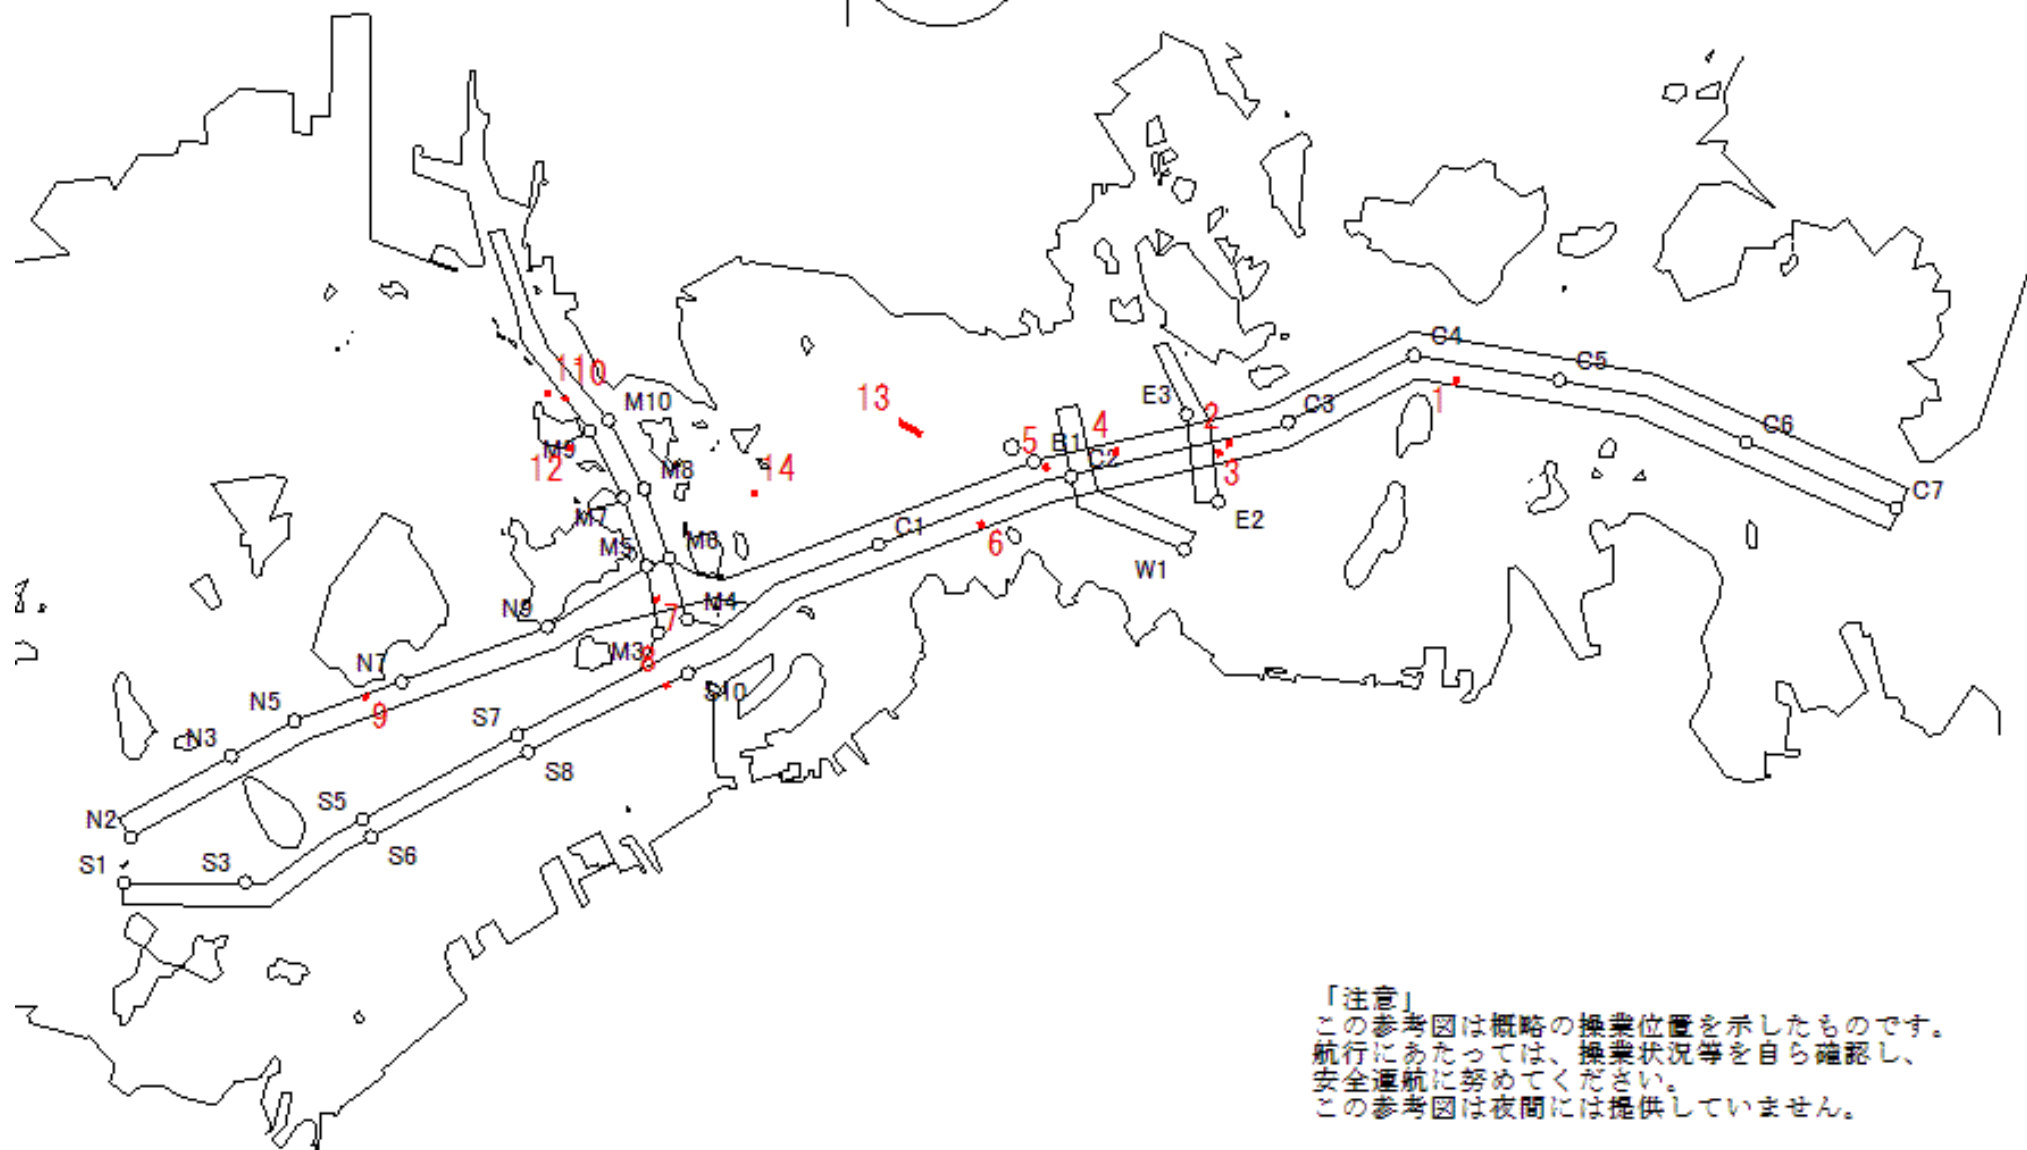 C4
C5
110
M10
13
E3
2
C3
1
4
5
B1
C6
M9
12
M8
14
C2
3
C7
M7
E2
C1
M5
M6
6
W1
N9
M4
7
N7
M3
8
S10
N5
9
S7
N3
S8
S5
N2
S6
S1
S3
「注意」
この参考図は概略の操業位置を示したものです。
航行にあたっては、操業状況等を自ら確認し、
安全運航に努めてください。
この参考図は夜間には提供していません。